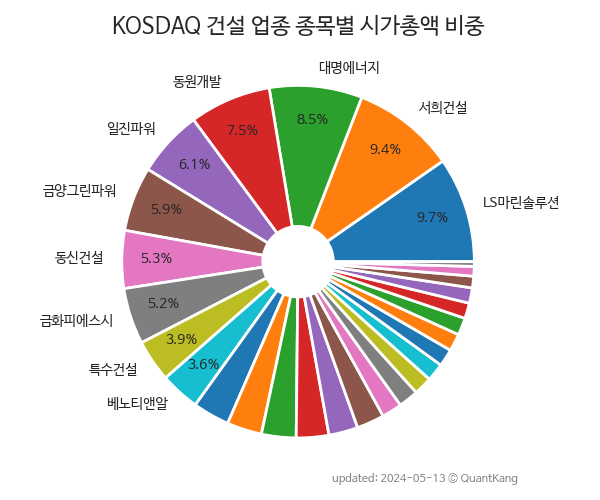 KOSDAQ 건설 업종 종목별 시가총액 비중
대명에너지
동원개발
서희건설
8.5%
7.5%
9.4%
일진파워
6.1%
금양그린파워
5.9%
9.7%
LS마린솔루션
동신건설
5.3%
5.2%
금화피에스시
3.9%
특수건설
3.6%
베노티앤알
updated: 2024-05-13 © QuantKang